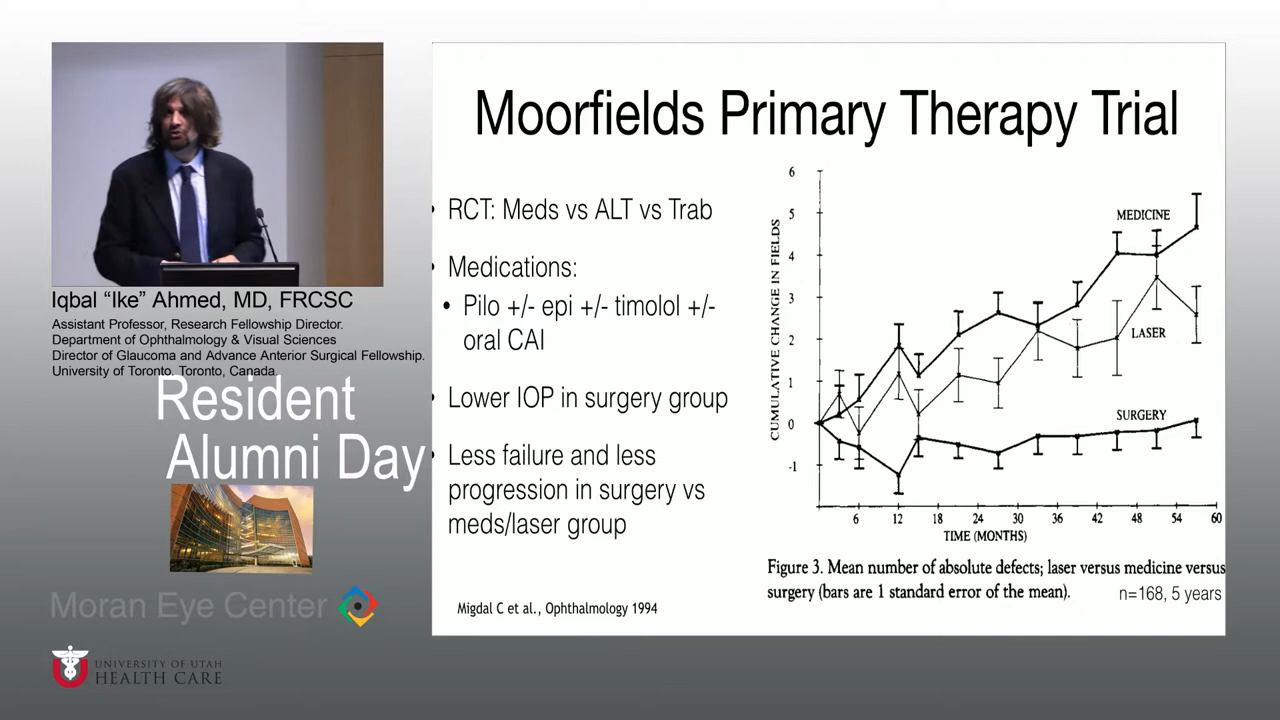 Iqbal “Ike” Ahmed, MD, FRCSC
Assistant Professor, Research Fellowship Director.
Department of Ophthalmology & Visual Sciences
Director of Glaucoma and Advance Anterior Surgical Fellowship.
University of Toronto, Toronto, Canada.
Resident
Alumni Day
Moran Eye Center
UNIVERSITY OF UTAH
HEALTH CARE
Moorfields Primary Therapy Trial
• RCT: Meds vs ALT vs Trab
• Medications:
• Pilo +/- epi +/- timolol +/-
oral CAI
• Lower IOP in surgery group
• Less failure and less
progression in surgery vs
meds/laser group
Migdal C et al., Ophthalmology 1994
CUMULATIVE CHANGE IN FIELDS
6
5
4
3
2
1
0
-1
MEDICINE
LASER
SURGERY
6 12 18 24 30 36 42 48 54 60
TIME (MONTHS)
Figure 3. Mean number of absolute defects; laser versus medicine versus
surgery (bars are 1 standard error of the mean).
n=168, 5 years